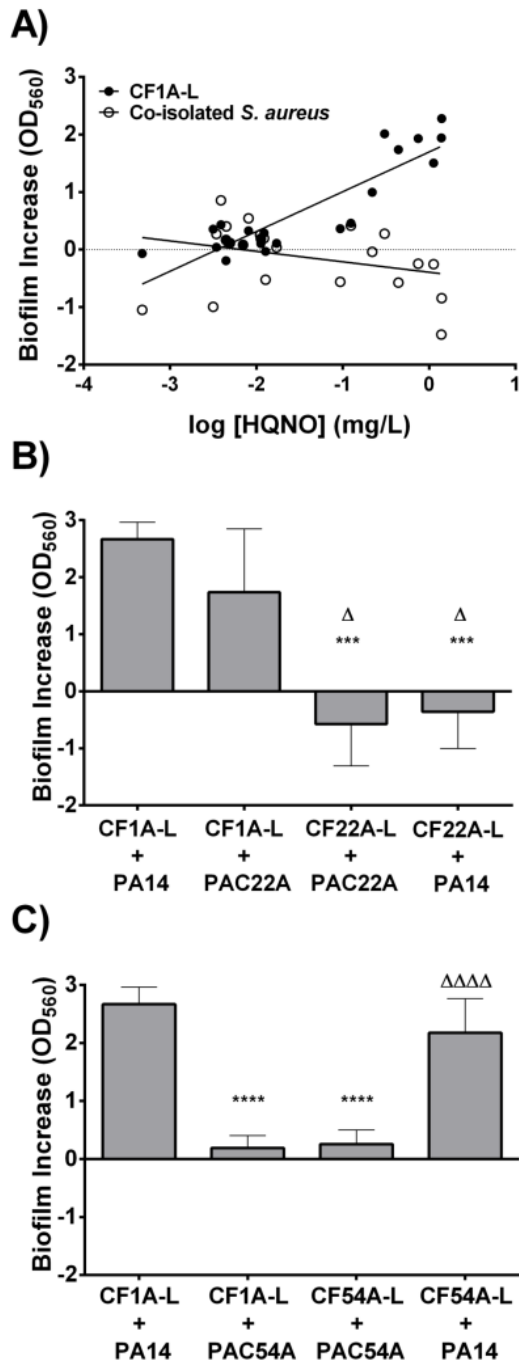 A)
Biofilm Increase (OD560)
3
2
1
0
-1
-2
CF1A-L
Co-isolated S. aureus
-4
-3
-2
-1
0
1
log [HQNO] (mg/L)
B)
Biofilm Increase (OD560)
3
2
1
0
-1
-2
Δ
***
Δ
***
CF1A-L
+
PA14
CF1A-L
+
PAC22A
CF22A-L
+
PAC22A
CF22A-L
+
PA14
C)
Biofilm Increase (OD560)
3
2
1
0
-1
-2
****
****
ΔΔΔΔ
CF1A-L
+
PA14
CF1A-L
+
PAC54A
CF54A-L
+
PAC54A
CF54A-L
+
PA14